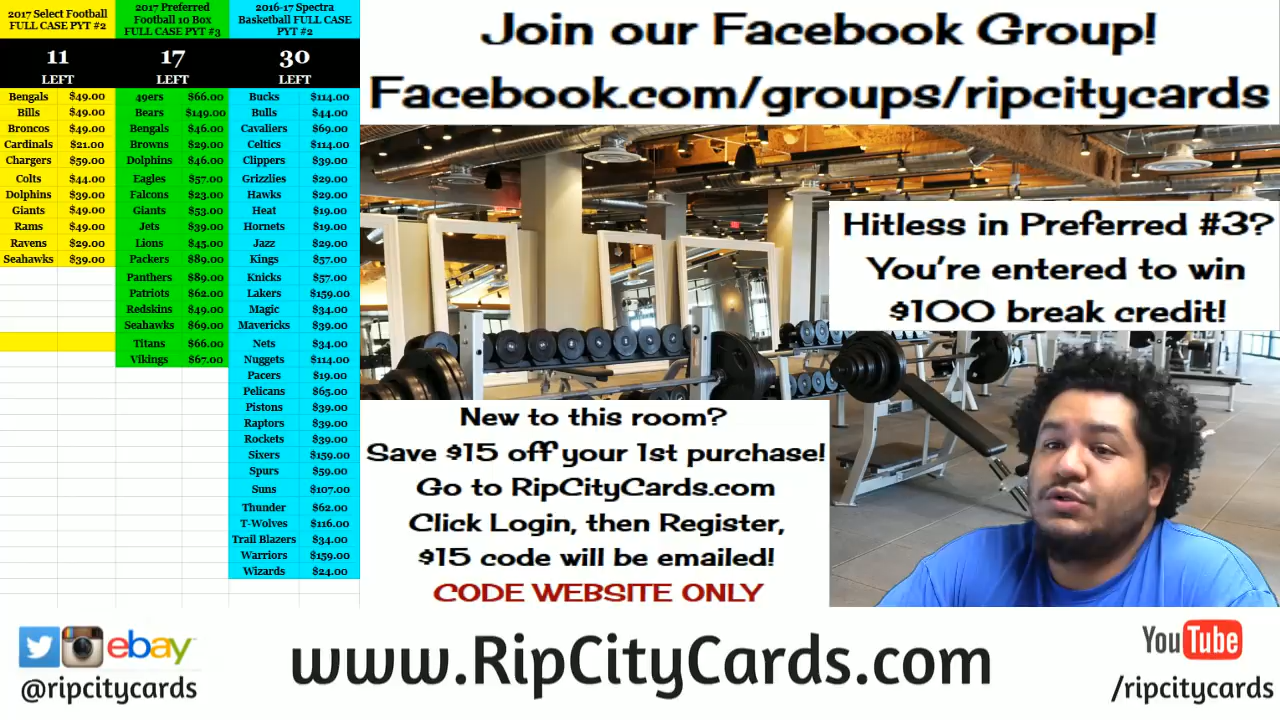 2017 Select Football
FULL CASE PYT #2
11
LEFT
Bengals $49.00
Bills $49.00
Broncos $49.00
Cardinals $21.00
Chargers $59.00
Colts $44.00
Dolphins $39.00
Giants $49.00
Rams $49.00
Ravens $29.00
Seahawks $39.00
2017 Preferred
Football 10 Box
FULL CASE PYT #3
17
LEFT
49ers $66.00
Bears $149.00
Bengals $46.00
Browns $29.00
Dolphins $46.00
Eagles $57.00
Falcons $23.00
Giants $53.00
Jets $39.00
Lions $45.00
Packers $89.00
Panthers $89.00
Patriots $62.00
Redskins $49.00
Seahawks $69.00
Titans $66.00
Vikings $67.00
2016-17 Spectra
Basketball FULL CASE
PYT #2
30
LEFT
Bucks $114.00
Bulls $44.00
Cavaliers $69.00
Celtics $114.00
Clippers $39.00
Grizzlies $29.00
Hawks $29.00
Heat $19.00
Hornets $19.00
Jazz $29.00
Kings $57.00
Knicks $57.00
Lakers $159.00
Magic $34.00
Mavericks $39.00
Nets $34.00
Nuggets $114.00
Pacers $19.00
Pelicans $65.00
Pistons $39.00
Raptors $39.00
Rockets $39.00
Sixers $159.00
Spurs $59.00
Suns $107.00
Thunder $62.00
T-Wolves $116.00
Trail Blazers $34.00
Warriors $159.00
Wizards $24.00
Join our Facebook Group!
Facebook.com/groups/ripcitycards
Hitless in Preferred #3?
You're entered to win
$100 break credit!
New to this room?
Save $15 off your 1st purchase!
Go to RipCityCards.com
Click Login, then Register,
$15 code will be emailed!
CODE WEBSITE ONLY
ebay
@ripcitycards
www.RipCityCards.com
YouTube
/ripcitycards